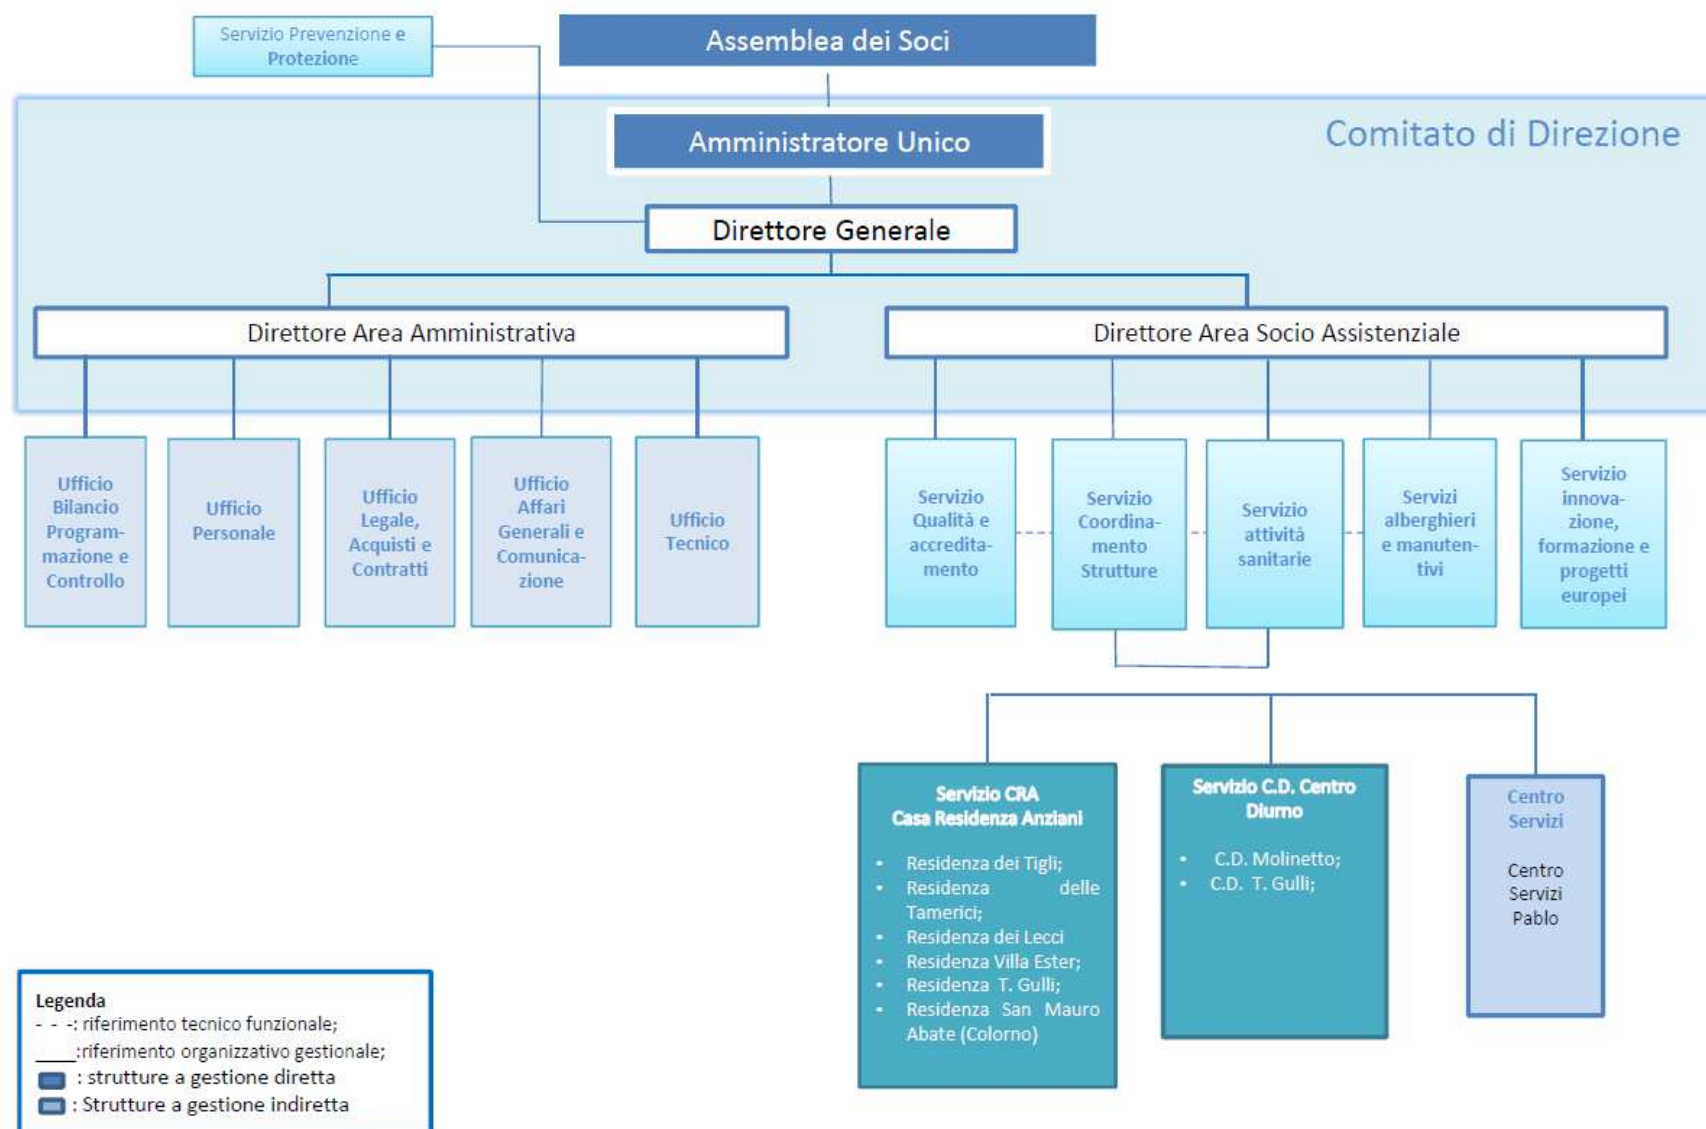 Servizio Prevenzione e
Protezione
Assemblea dei Soci
Comitato di Direzione
Amministratore Unico
Direttore Generale
Direttore Area Amministrativa
Direttore Area Socio Assistenziale
Ufficio
Bilancio
Program-
mazione e
Controllo
Ufficio
Personale
Ufficio
Legale,
Acquisti e
Contratti
Ufficio
Affari
Generali e
Comunica-
zione
Ufficio
Tecnico
Servizio
Qualità e
accredita-
mento
Servizio
Coordina-
mento
Strutture
Servizio
attività
sanitarie
Servizi
alberghieri
e manuten-
tivi
Servizio
innova-
zione,
formazione e
progetti
europei
Servizio CRA
Casa Residenza Anziani
• Residenza dei Tigli;
• Residenza delle
Tamerici;
• Residenza dei Lecci
• Residenza Villa Ester;
• Residenza T. Gulli;
• Residenza San Mauro
Abate (Colorno)
Servizio C.D. Centro
Diurno
• C.D. Molinetto;
• C.D. T. Gulli;
Centro
Servizi
Centro
Servizi
Pablo
Legenda
- - -: riferimento tecnico funzionale;
____:riferimento organizzativo gestionale;
: strutture a gestione diretta
: Strutture a gestione indiretta